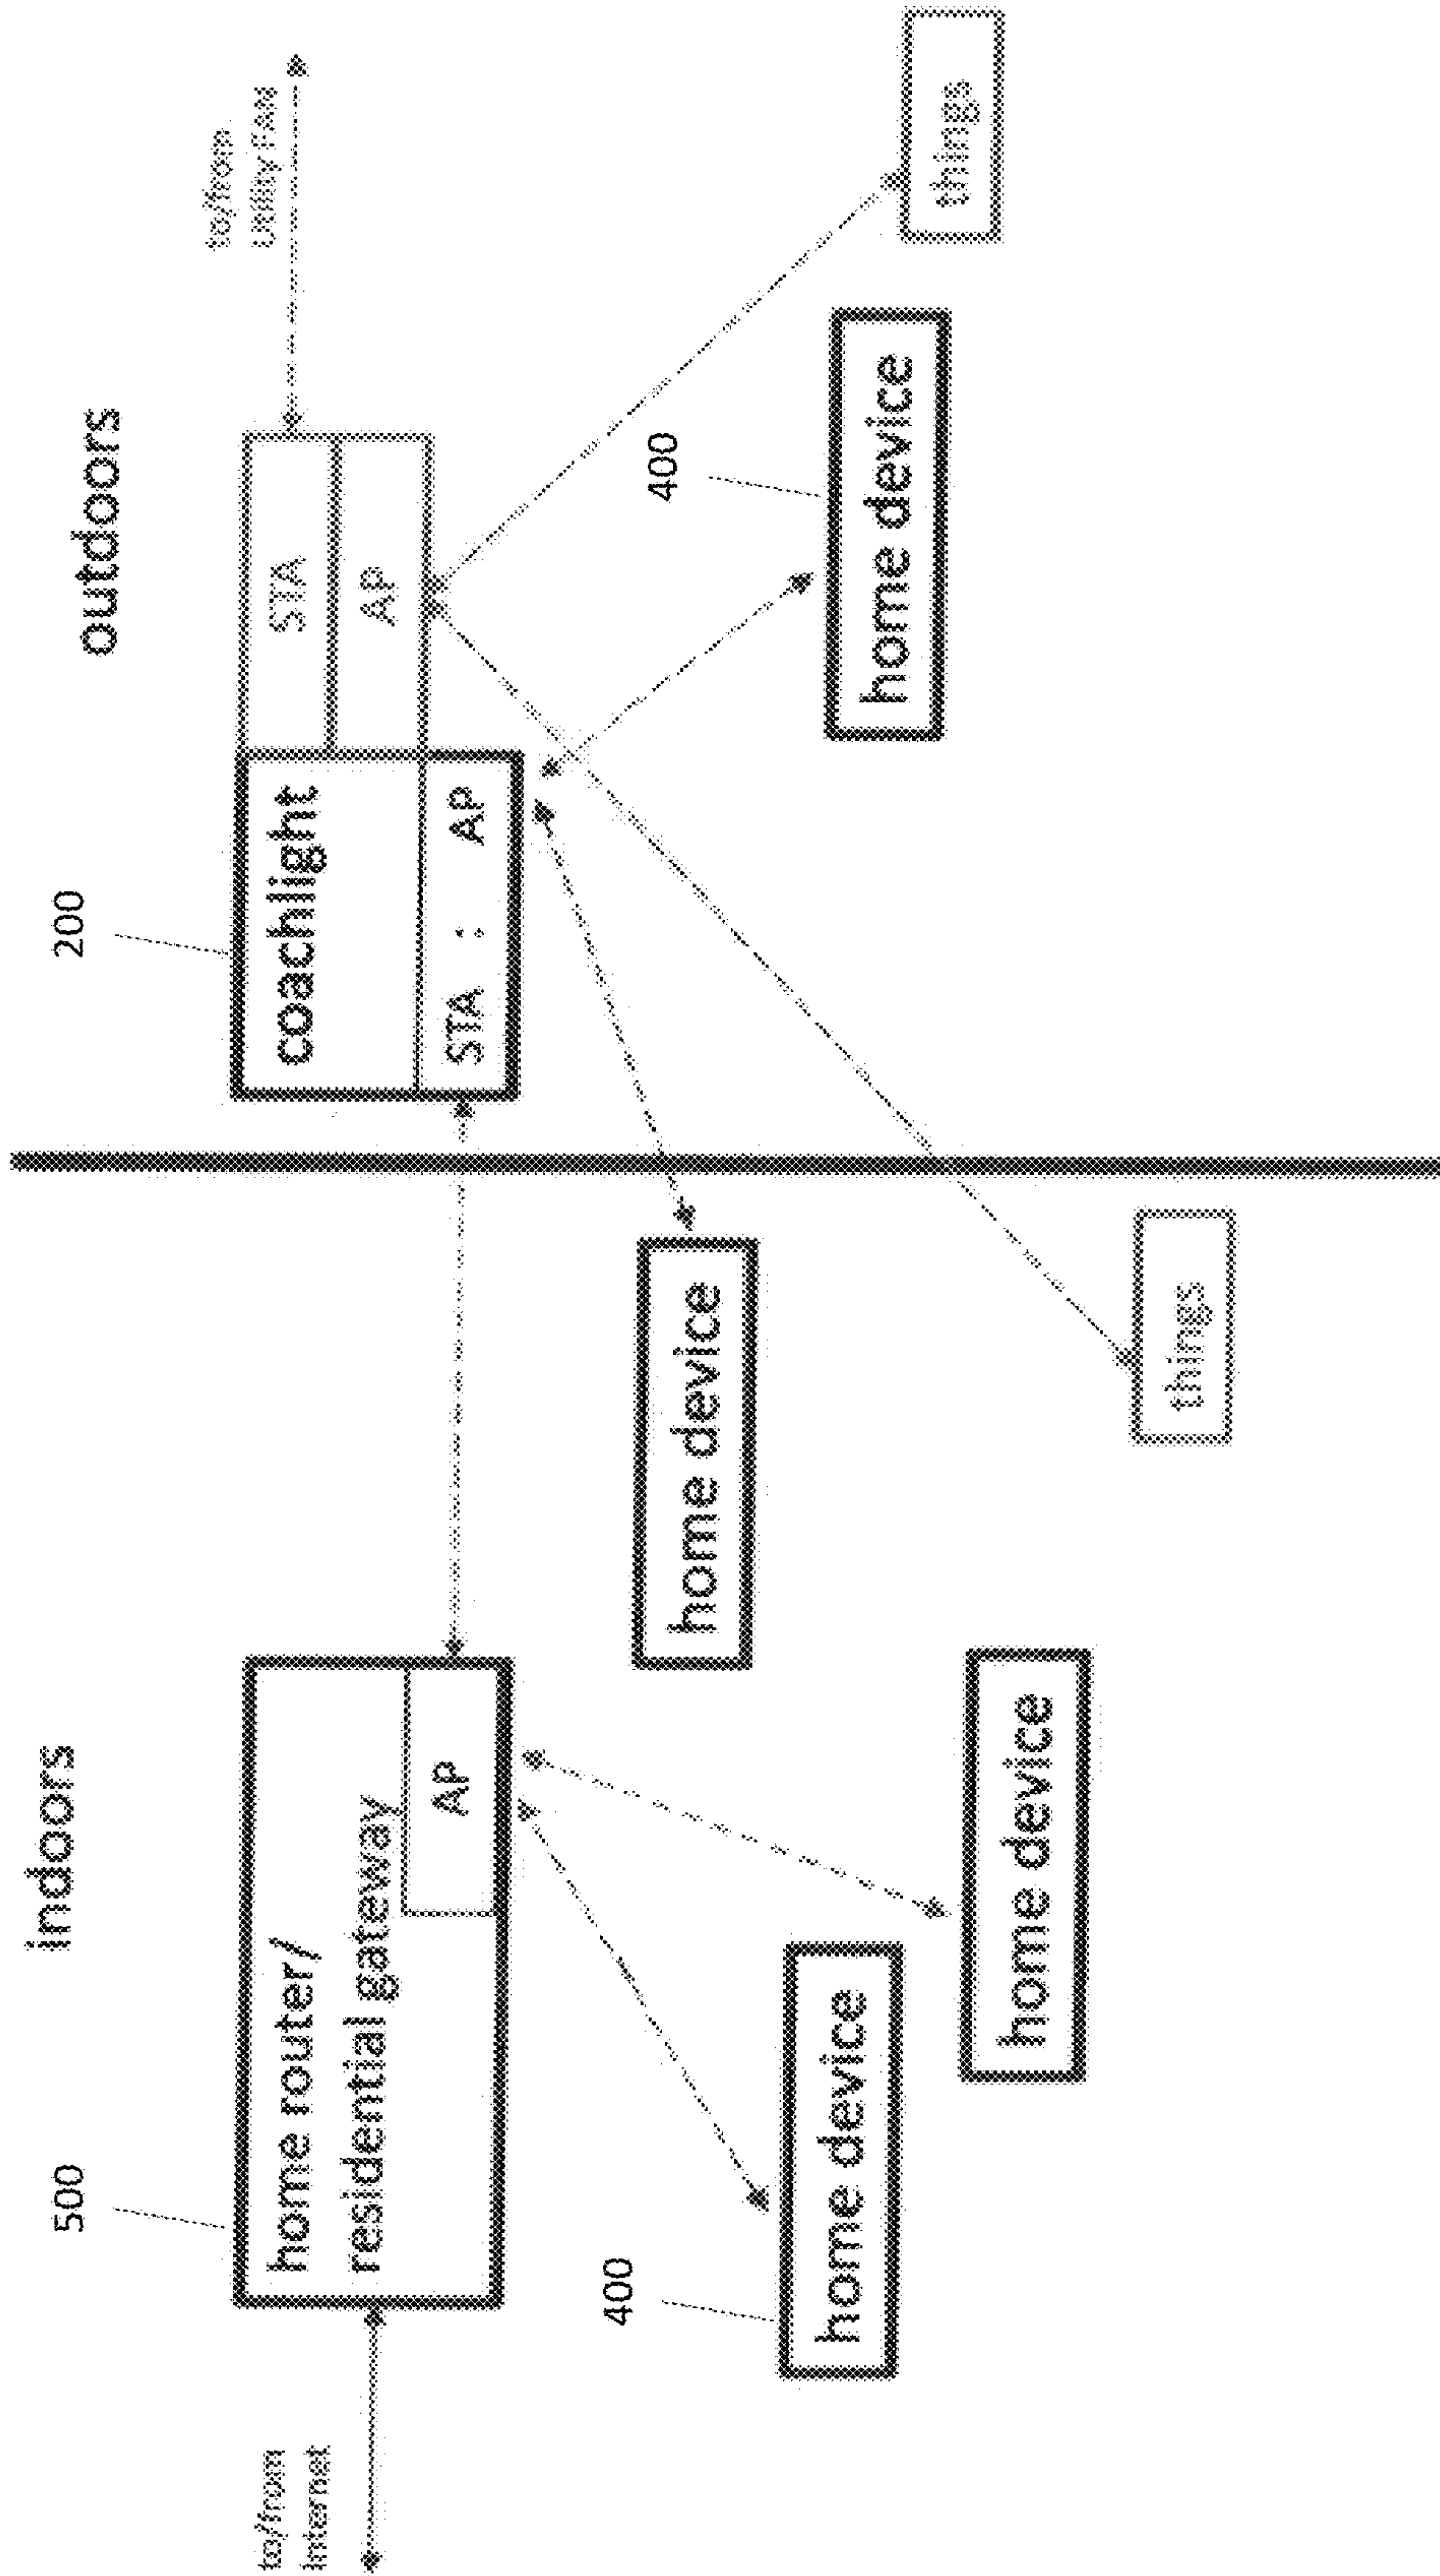 indoors
outdoors
500
200
to/from
Internet
home router/
residential gateway
AP
coachlight
STA : AP
STA
AP
to/from
Utility FAN
400
home device
home device
home device
400
home device
things
things